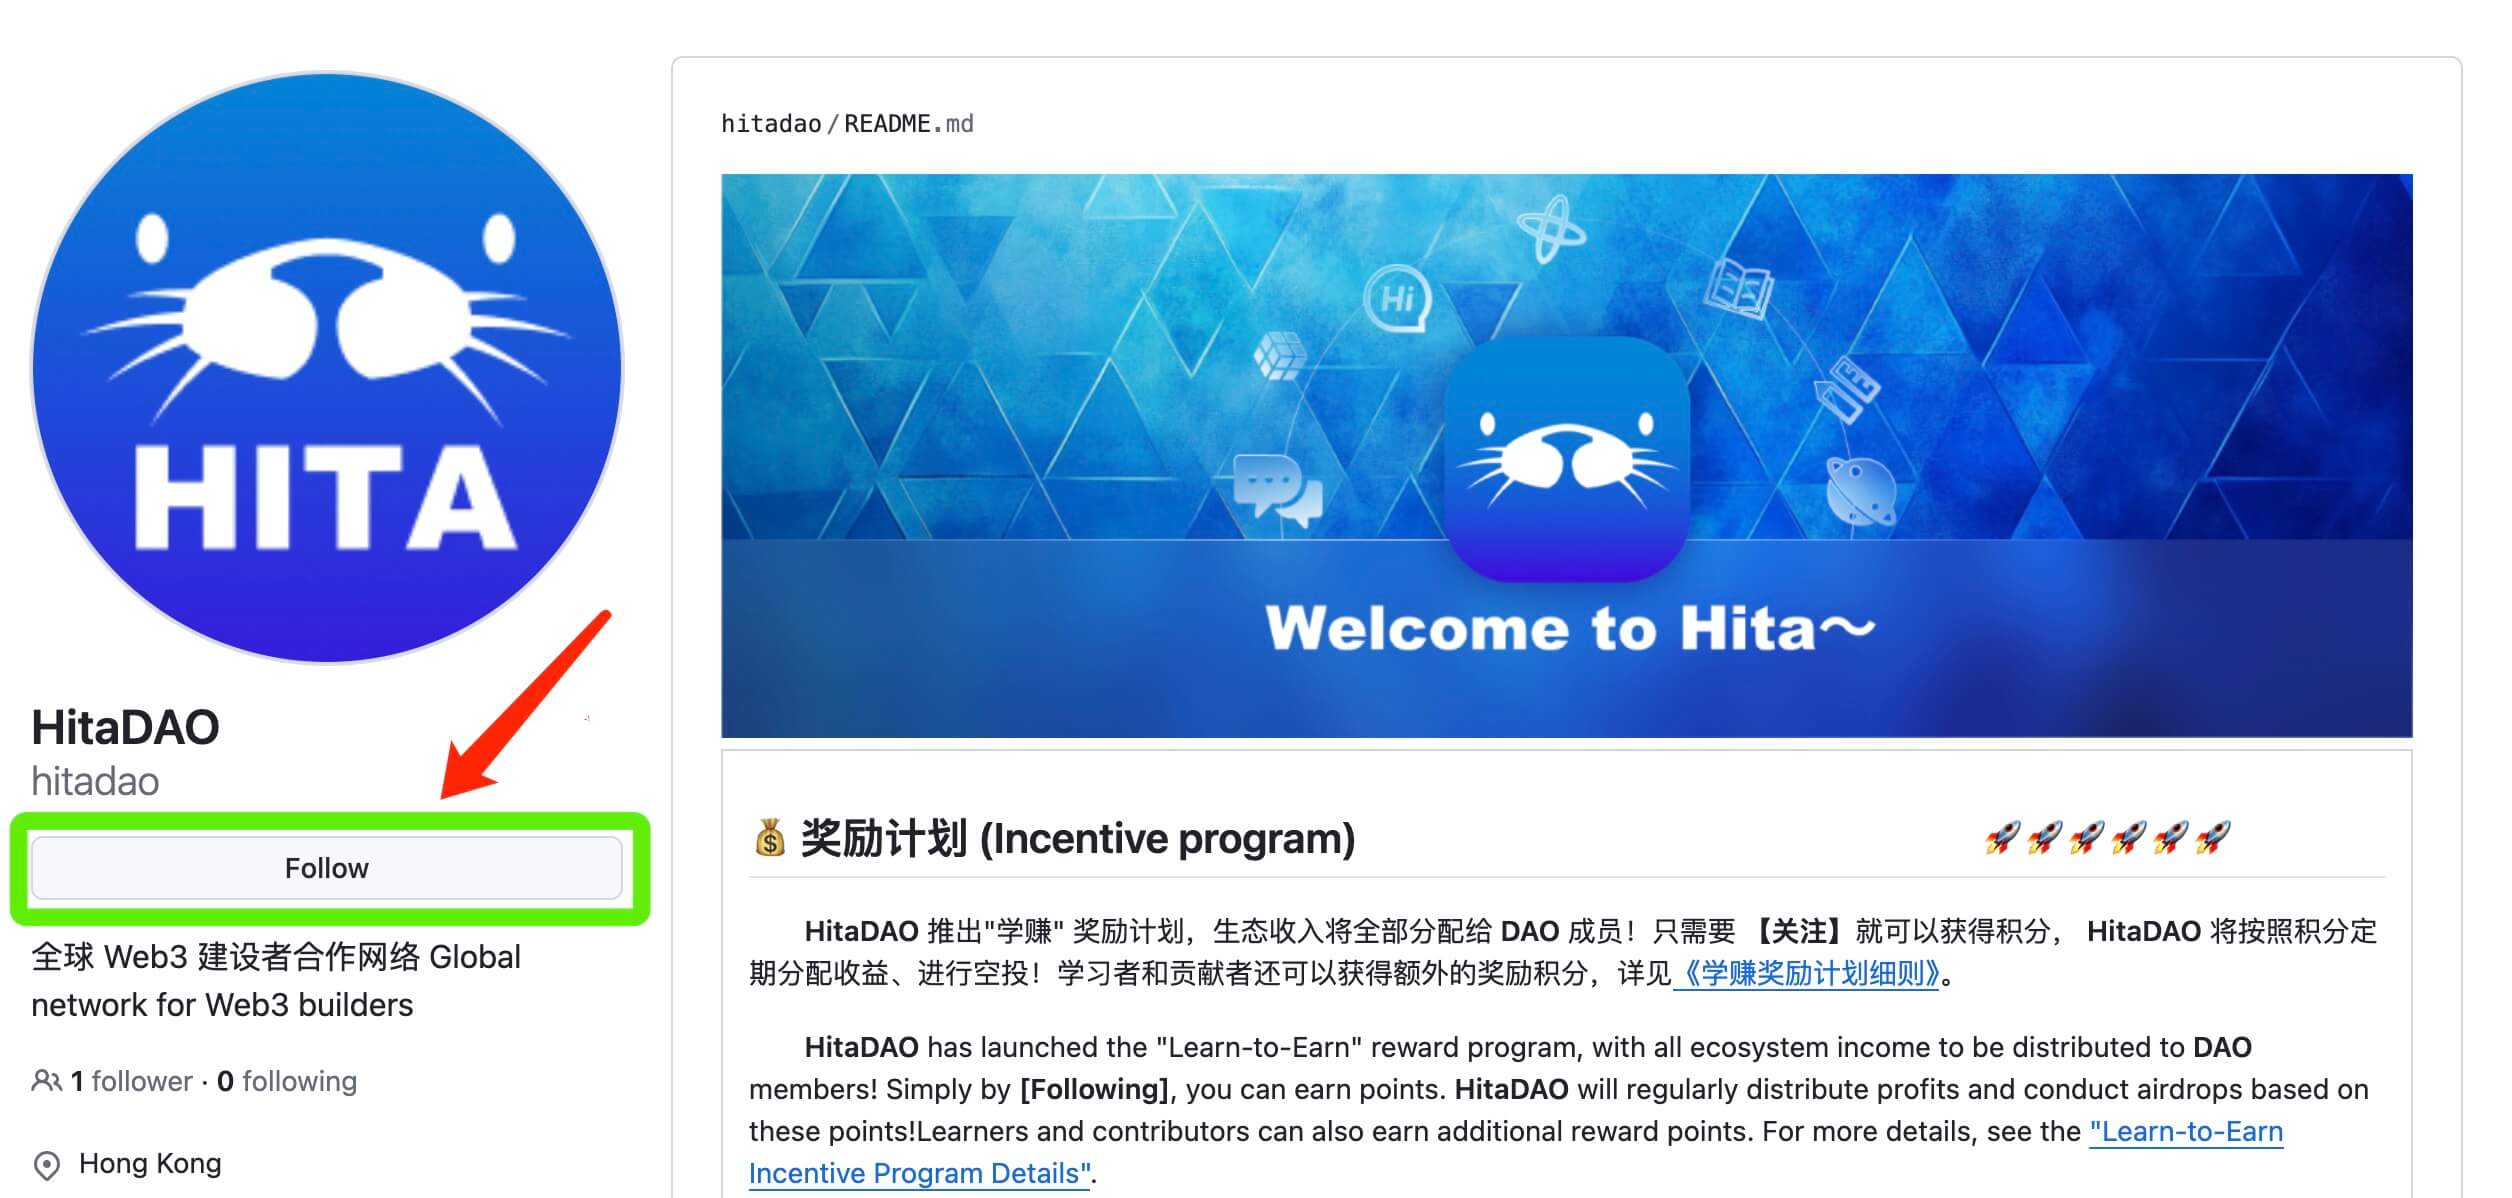 HITA
HitaDAO
hitadao
Follow
全球 Web3 建设者合作网络 Global
network for Web3 builders
1 follower · 0 following
Hong Kong
hitadao/README.md
Hi
Welcome to Hita～
💰 奖励计划 (Incentive program) 🚀🚀🚀🚀🚀🚀
HitaDAO 推出"学赚" 奖励计划，生态收入将全部分配给 DAO 成员！只需要 【关注】就可以获得积分， HitaDAO 将按照积分定
期分配收益、进行空投！学习者和贡献者还可以获得额外的奖励积分，详见《学赚奖励计划细则》。
HitaDAO has launched the "Learn-to-Earn" reward program, with all ecosystem income to be distributed to DAO
members! Simply by [Following], you can earn points. HitaDAO will regularly distribute profits and conduct airdrops based on
these points!Learners and contributors can also earn additional reward points. For more details, see the "Learn-to-Earn
Incentive Program Details".